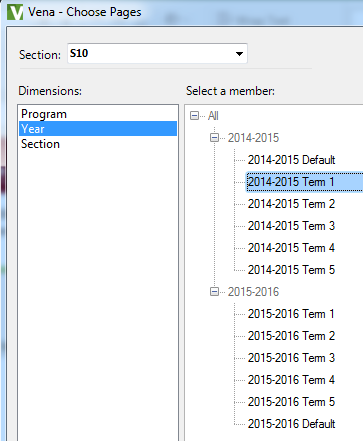 Vena - Choose Pages
Section: S10
Dimensions:
Program
Year
Section
Select a member:
All
2014-2015
2014-2015 Default
2014-2015 Term 1
2014-2015 Term 2
2014-2015 Term 3
2014-2015 Term 4
2014-2015 Term 5
2015-2016
2015-2016 Term 1
2015-2016 Term 2
2015-2016 Term 3
2015-2016 Term 4
2015-2016 Term 5
2015-2016 Default